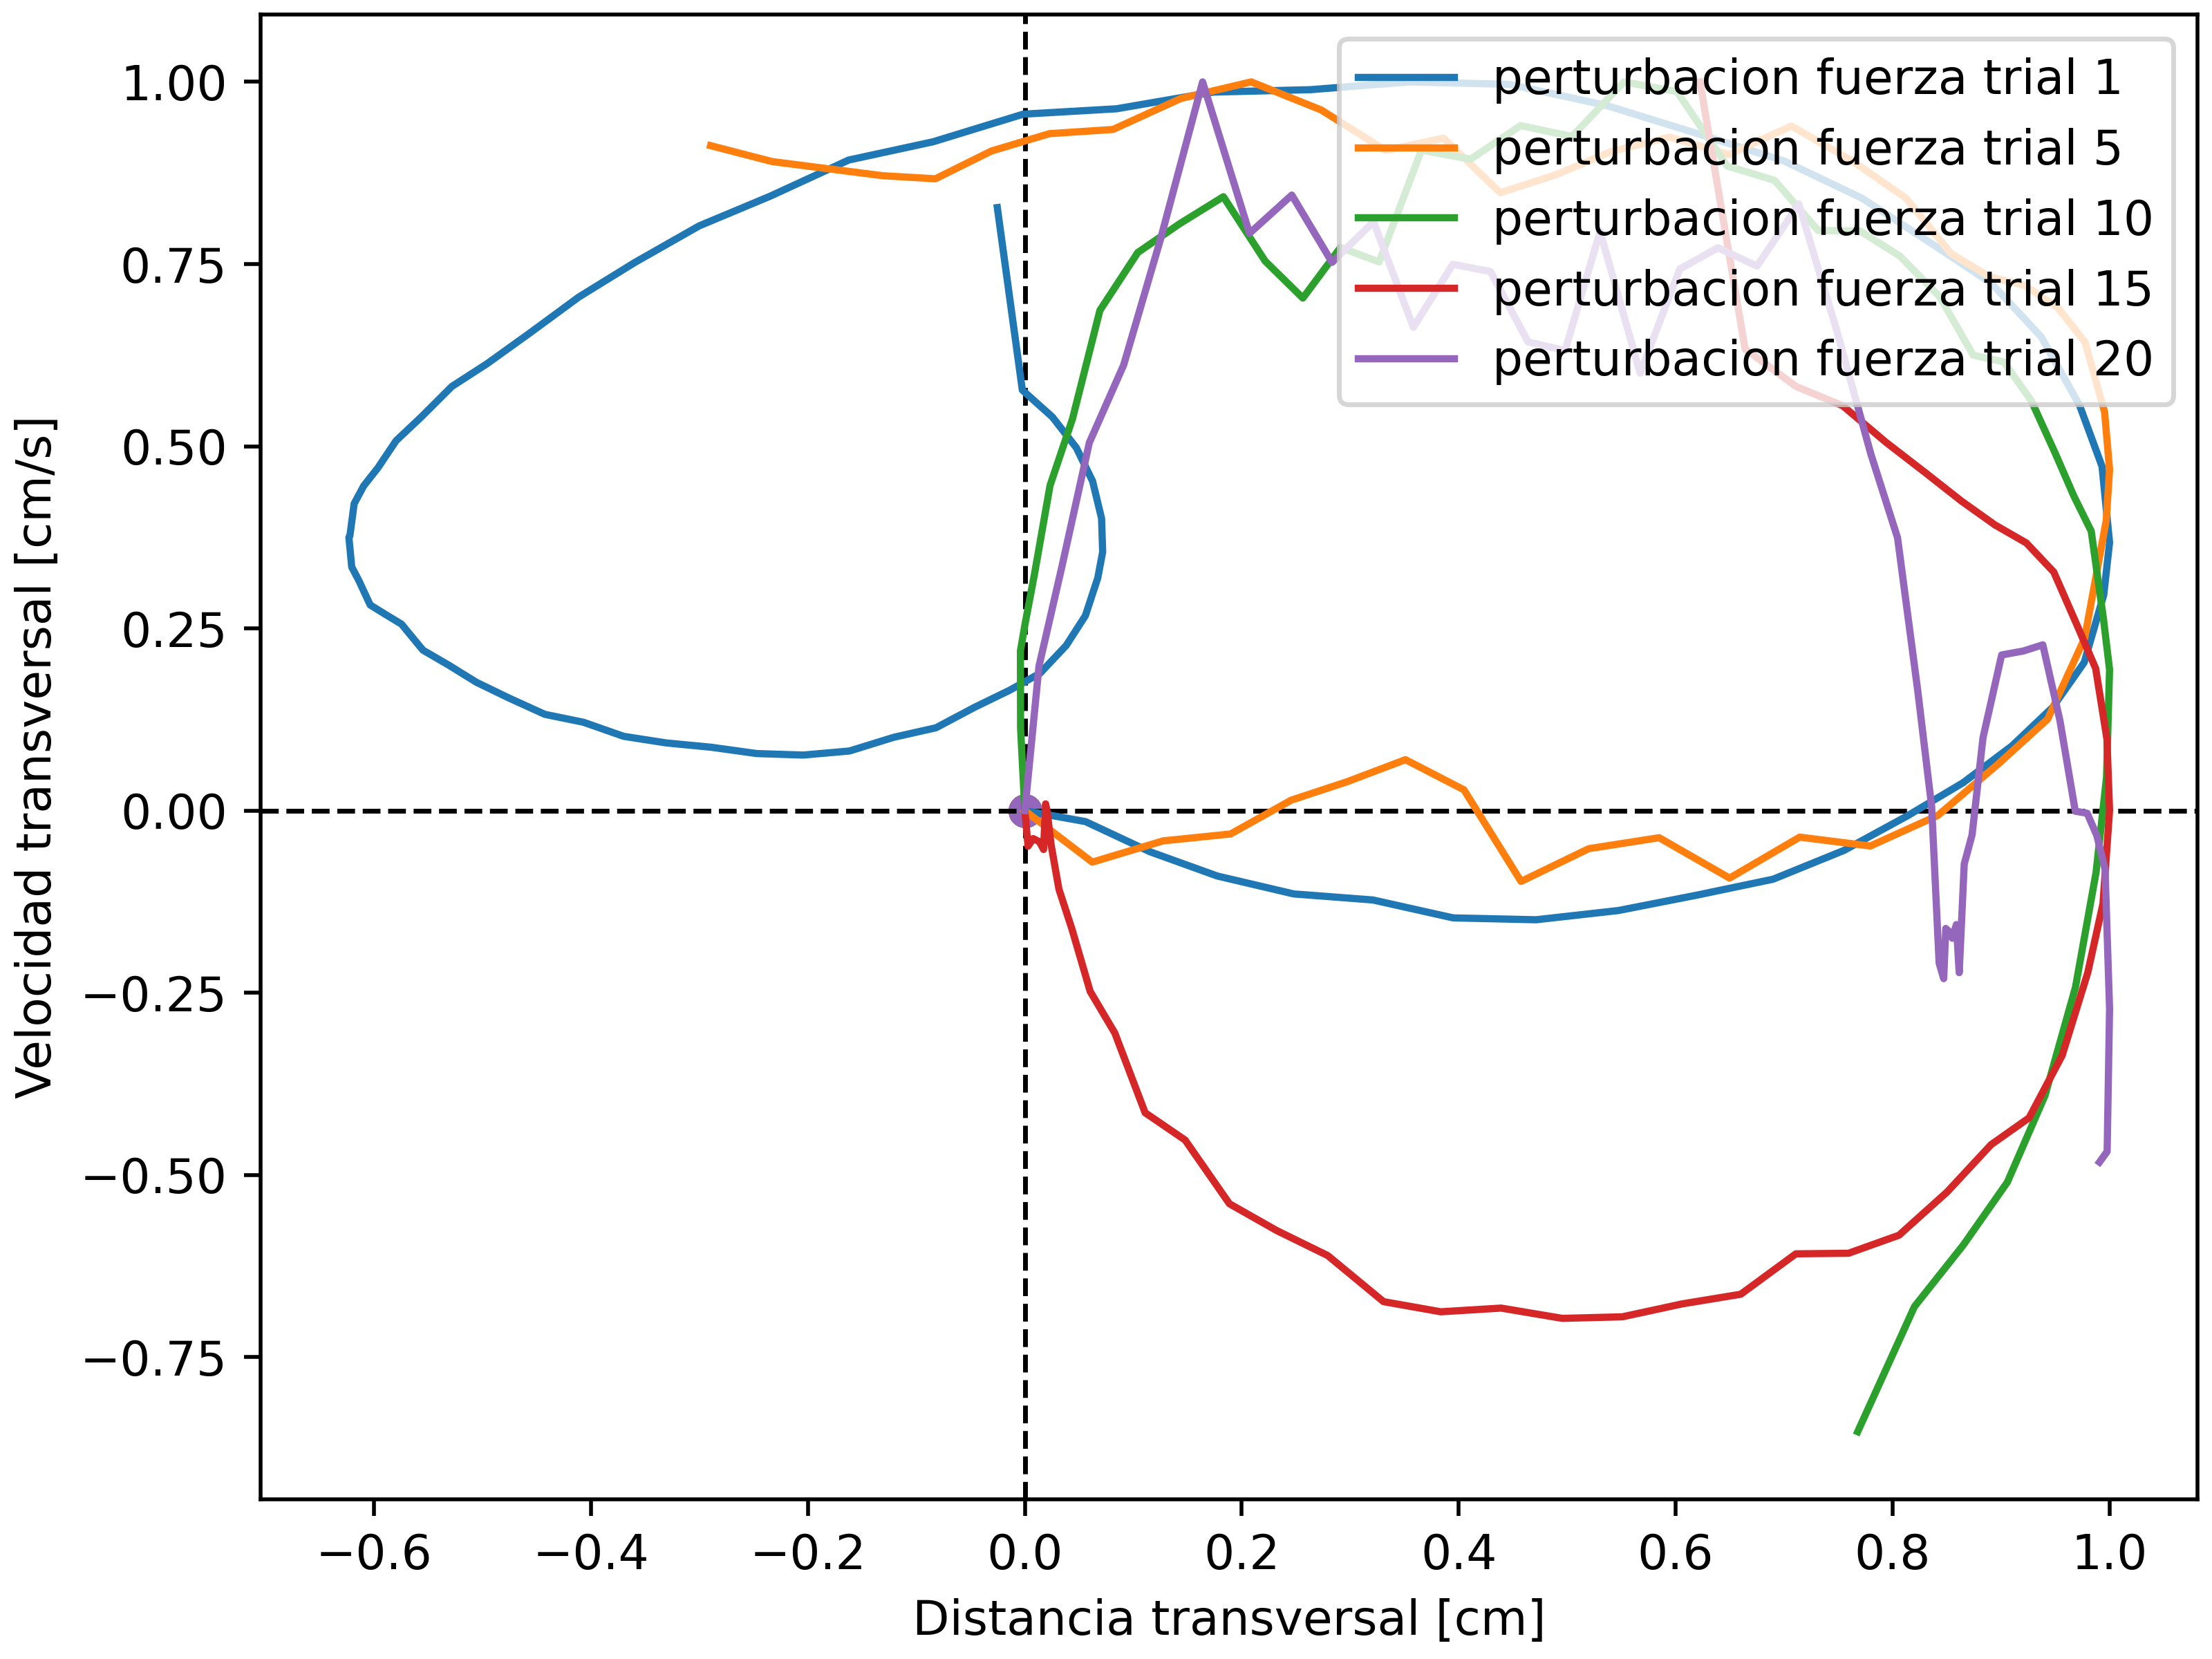 perturbacion fuerza trial 1
perturbacion fuerza trial 5
perturbacion fuerza trial 10
perturbacion fuerza trial 15
perturbacion fuerza trial 20
Velocidad transversal [cm/s]
1.00
0.75
0.50
0.25
0.00
−0.25
−0.50
−0.75
−0.6
−0.4
−0.2
0.0
0.2
0.4
0.6
0.8
1.0
Distancia transversal [cm]